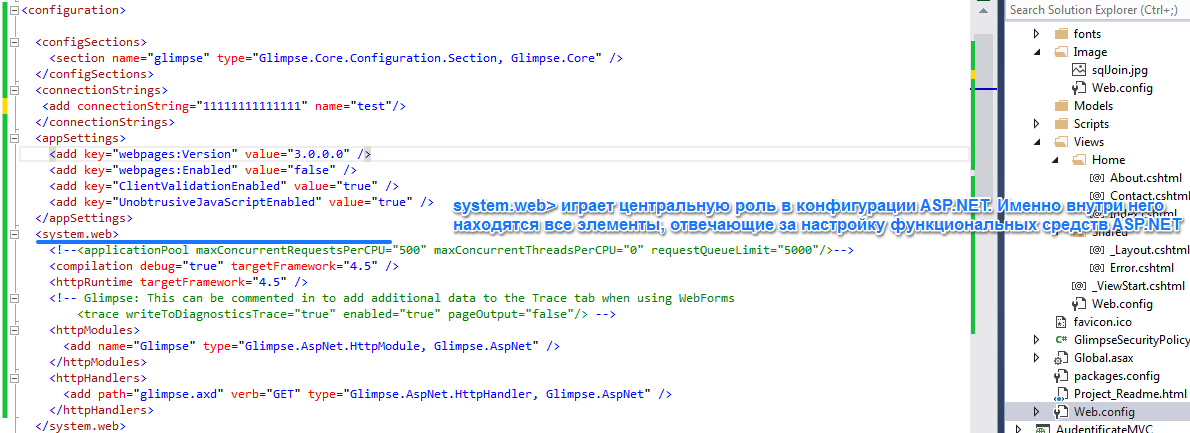 <configuration>
<configSections>
<section name="glimpse" type="Glimpse.Core.Configuration.Section, Glimpse.Core" />
</configSections>
<connectionStrings>
<add connectionString="11111111111111" name="test"/>
</connectionStrings>
<appSettings>
<add key="webpages:Version" value="3.0.0.0" />
<add key="webpages:Enabled" value="false" />
<add key="ClientValidationEnabled" value="true" />
<add key="UnobtrusiveJavaScriptEnabled" value="true" />
</appSettings>
<system.web>
<!--<applicationPool maxConcurrentRequestsPerCPU="500" maxConcurrentThreadsPerCPU="0" requestQueueLimit="5000"/>-->
<compilation debug="true" targetFramework="4.5" />
<httpRuntime targetFramework="4.5" />
<!-- Glimpse: This can be commented in to add additional data to the Trace tab when using WebForms
<trace writeToDiagnosticsTrace="true" enabled="true" pageOutput="false"/> -->
<httpModules>
<add name="Glimpse" type="Glimpse.AspNet.HttpModule, Glimpse.AspNet" />
</httpModules>
<httpHandlers>
<add path="glimpse.axd" verb="GET" type="Glimpse.AspNet.HttpHandler, Glimpse.AspNet" />
</httpHandlers>
</system.web>
system.web> играет центральную роль в конфигурации ASP.NET. Именно внутри него
находятся все элементы, отвечающие за настройку функциональных средств ASP.NET
Search Solution Explorer (Ctrl+;)
fonts
Image
sqlJoin.jpg
Web.config
Models
Scripts
Views
Home
About.cshtml
Contact.cshtml
Index.cshtml
Shared
_Layout.cshtml
Error.cshtml
_ViewStart.cshtml
Web.config
favicon.ico
GlimpseSecurityPolicy
Global.asax
packages.config
Project_Readme.html
Web.config
AudentificateMVC